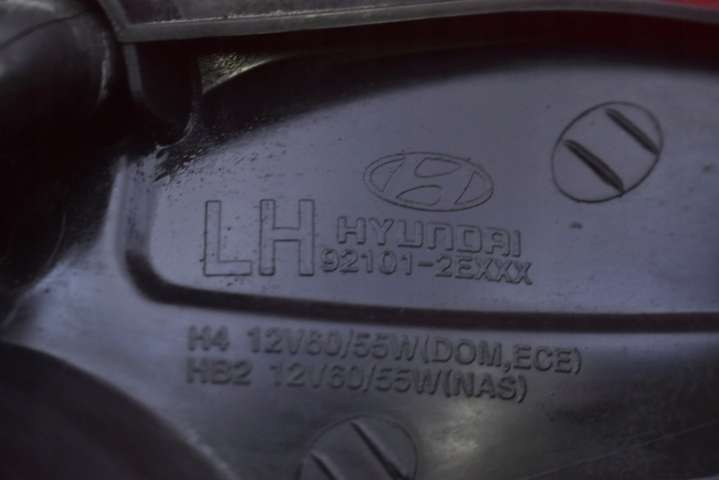 LH HYUNDAI
92101-2EXXX
H4 12V60/55W(DOM,ECE)
HB2 12V60/55W(NAS)